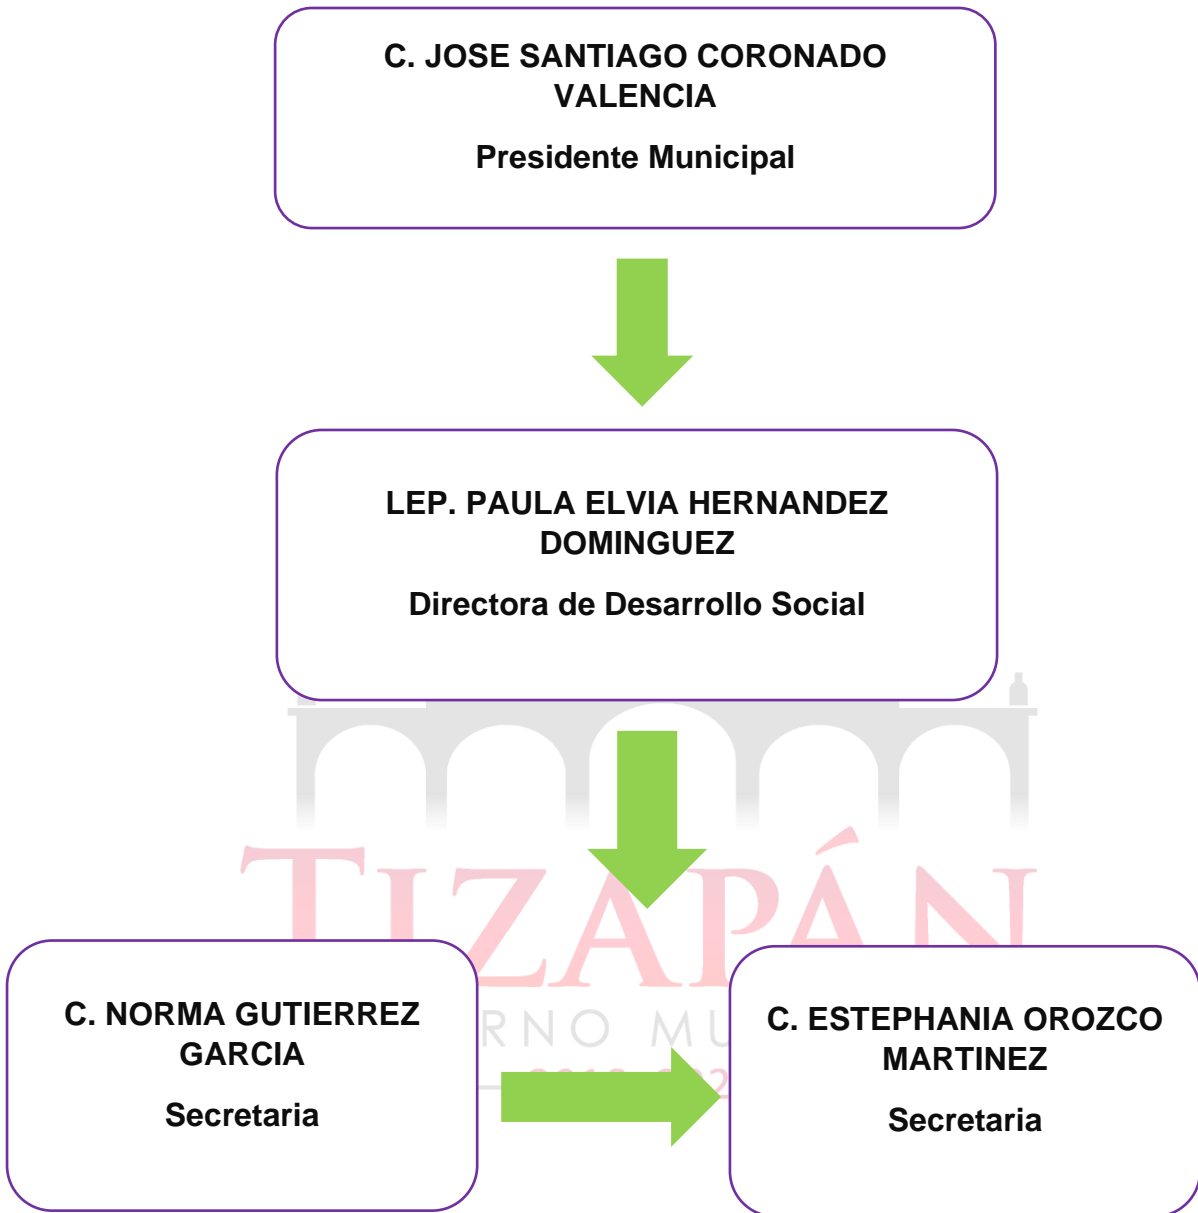 C. JOSE SANTIAGO CORONADO
VALENCIA
Presidente Municipal
LEP. PAULA ELVIA HERNANDEZ
DOMINGUEZ
Directora de Desarrollo Social
TIZAPÁN
C. NORMA GUTIERREZ
GARCIA
Secretaria
C. ESTEPHANIA OROZCO
MARTINEZ
Secretaria